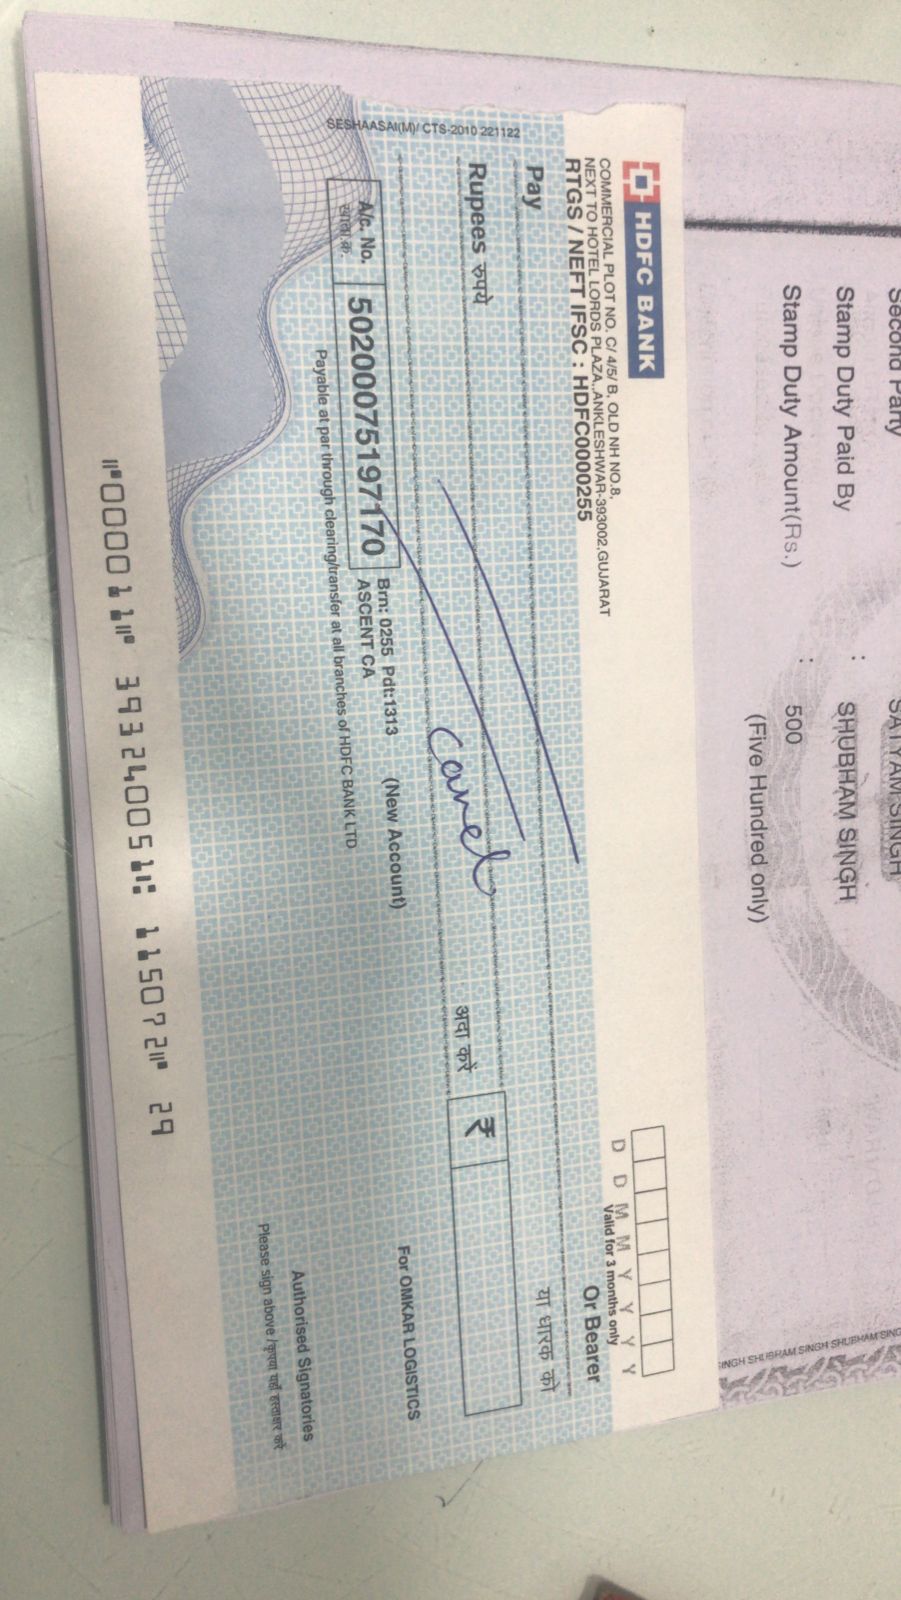 Second Party SATYAM SINGH
Stamp Duty Paid By : SHUBHAM SINGH
Stamp Duty Amount(Rs.) : 500
(Five Hundred only)
SINGH SHUBHAM SINGH SHUBHAM SINGH
HDFC BANK
COMMERCIAL PLOT NO. C/ 4/5/ B, OLD NH NO.8,
NEXT TO HOTEL LORDS PLAZA,.ANKLESHWAR-393002,GUJARAT
RTGS / NEFT IFSC : HDFC0000255
D D M M Y Y Y Y
Valid for 3 months only
Pay
Or Bearer
या धारक को
Rupees रुपये
Cancel
अदा करें
₹
A/c. No.
खाता.क्र.
50200075197170
Brn: 0255 Pdt:1313 (New Account)
ASCENT CA
For OMKAR LOGISTICS
Payable at par through clearing/transfer at all branches of HDFC BANK LTD
Authorised Signatories
Please sign above /कृपया यहाँ हस्ताक्षर करें
SESHAASAI(M)/ CTS-2010 221122
⑈000011⑈ 393240051⑆ 115072⑈ 29